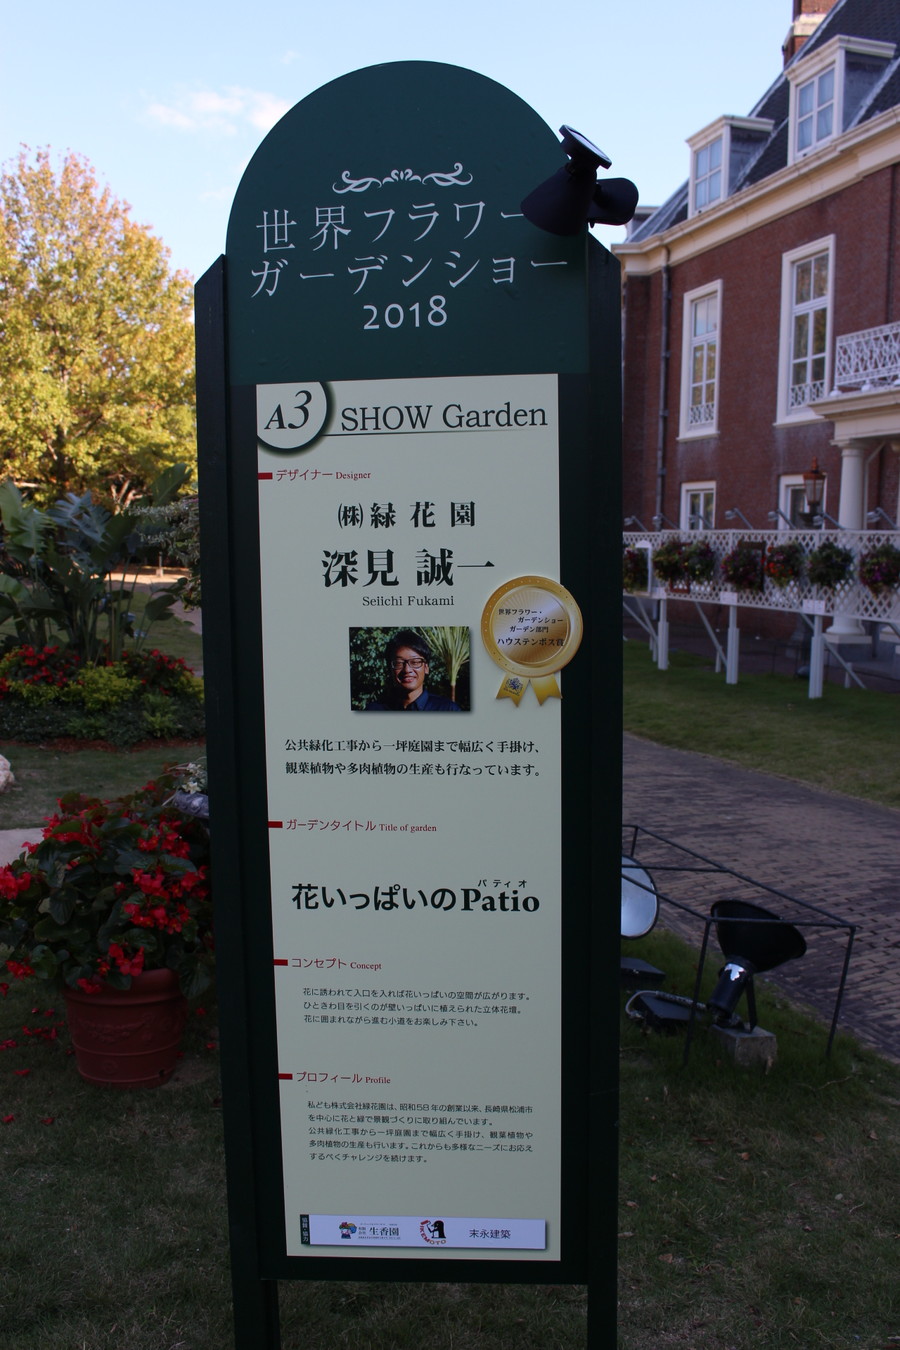 世界フラワー
ガーデンショー
2018
A3 SHOW Garden
デザイナー Designer
㈱緑花園
深見 誠一
Seiichi Fukami
世界フラワー・
ガーデンショー
ガーデン部門
ハウステンボス賞
公共緑化工事から一坪庭園まで幅広く手掛け、
観葉植物や多肉植物の生産も行なっています。
ガーデンタイトル Title of garden
パティオ
花いっぱいのPatio
コンセプト Concept
花に誘われて入口を入れば花いっぱいの空間が広がります。
ひときわ目を引くのが壁いっぱいに植えられた立体花壇。
花に囲まれながら進む小道をお楽しみ下さい。
プロフィール Profile
私ども株式会社緑花園は、昭和58年の創業以来、長崎県松浦市
を中心に花と緑で景観づくりに取り組んでいます。
公共緑化工事から一坪庭園まで幅広く手掛け、観葉植物や
多肉植物の生産も行います。これからも多様なニーズにお応え
するべくチャレンジを続けます。
協賛・協力
生香園
末永建築